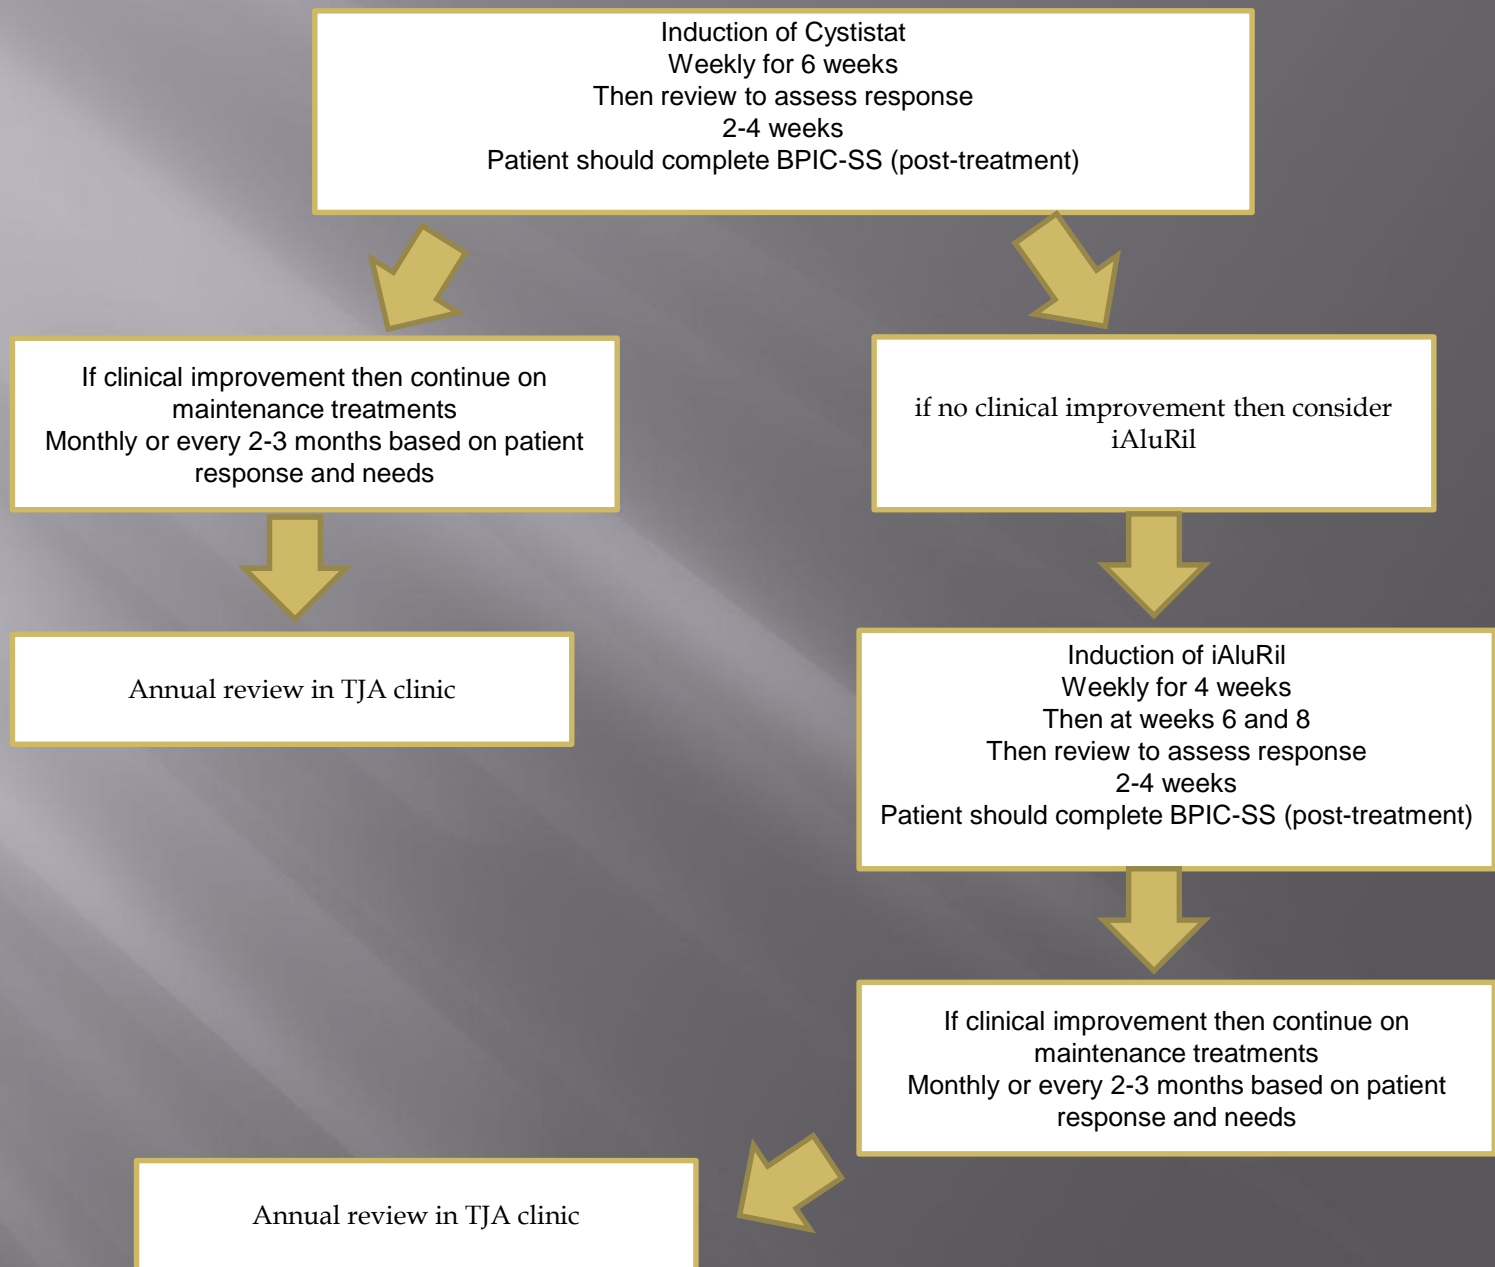 Induction of Cystistat
Weekly for 6 weeks
Then review to assess response
2-4 weeks
Patient should complete BPIC-SS (post-treatment)
If clinical improvement then continue on
maintenance treatments
Monthly or every 2-3 months based on patient
response and needs
if no clinical improvement then consider
iAluRil
Annual review in TJA clinic
Induction of iAluRil
Weekly for 4 weeks
Then at weeks 6 and 8
Then review to assess response
2-4 weeks
Patient should complete BPIC-SS (post-treatment)
If clinical improvement then continue on
maintenance treatments
Monthly or every 2-3 months based on patient
response and needs
Annual review in TJA clinic